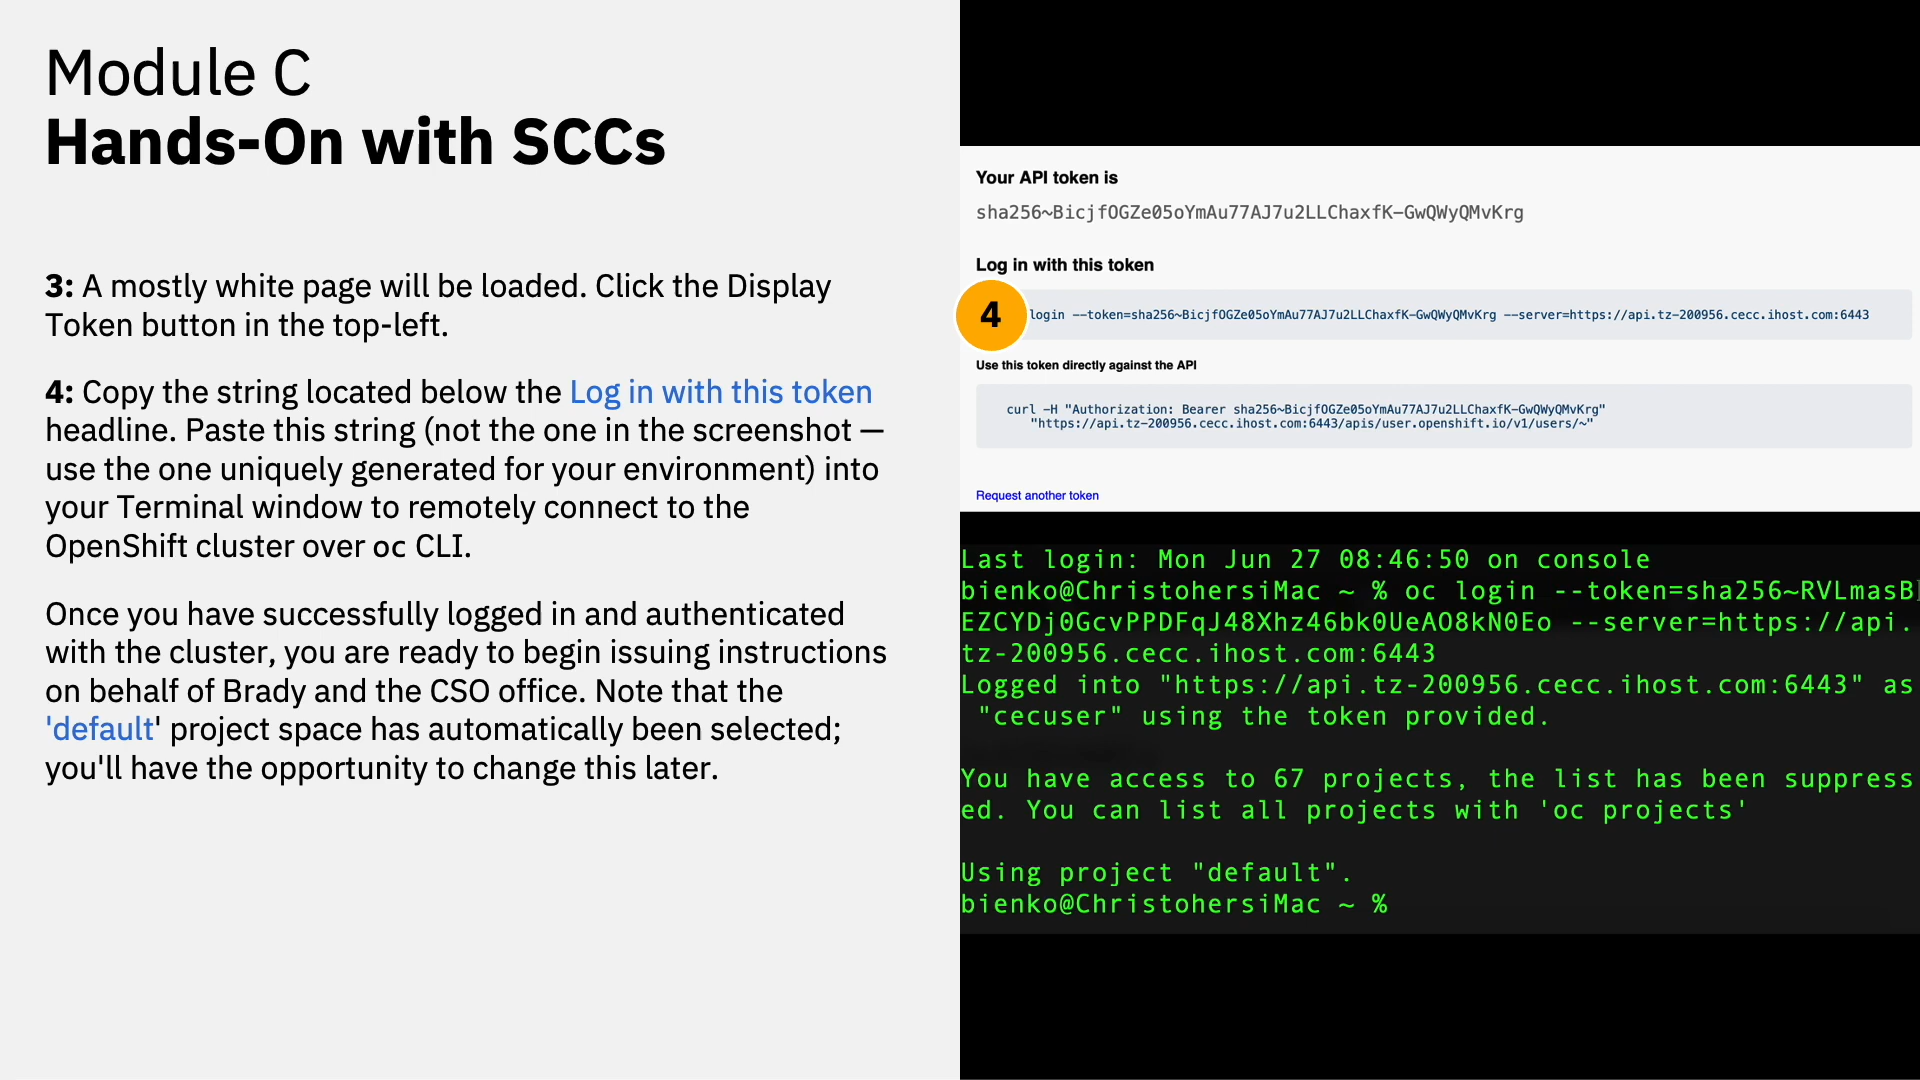 Module C
Hands-On with SCCs
3: A mostly white page will be loaded. Click the Display
Token button in the top-left.
4: Copy the string located below the Log in with this token
headline. Paste this string (not the one in the screenshot —
use the one uniquely generated for your environment) into
your Terminal window to remotely connect to the
OpenShift cluster over oc CLI.
Once you have successfully logged in and authenticated
with the cluster, you are ready to begin issuing instructions
on behalf of Brady and the CSO office. Note that the
'default' project space has automatically been selected;
you'll have the opportunity to change this later.
Your API token is
sha256~BicjfOGZe05oYmAu77AJ7u2LLChaxfK-GwQWyQMvKrg
Log in with this token
4
login --token=sha256~BicjfOGZe05oYmAu77AJ7u2LLChaxfK-GwQWyQMvKrg --server=https://api.tz-200956.cecc.ihost.com:6443
Use this token directly against the API
curl -H "Authorization: Bearer sha256~BicjfOGZe05oYmAu77AJ7u2LLChaxfK-GwQWyQMvKrg"
"https://api.tz-200956.cecc.ihost.com:6443/apis/user.openshift.io/v1/users/~"
Request another token
Last login: Mon Jun 27 08:46:50 on console
bienko@ChristohersiMac ~ % oc login --token=sha256~RVLmasB
EZCYDj0GcvPPDFqJ48Xhz46bk0UeAO8kN0Eo --server=https://api.
tz-200956.cecc.ihost.com:6443
Logged into "https://api.tz-200956.cecc.ihost.com:6443" as
"cecuser" using the token provided.
You have access to 67 projects, the list has been suppress
ed. You can list all projects with 'oc projects'
Using project "default".
bienko@ChristohersiMac ~ %